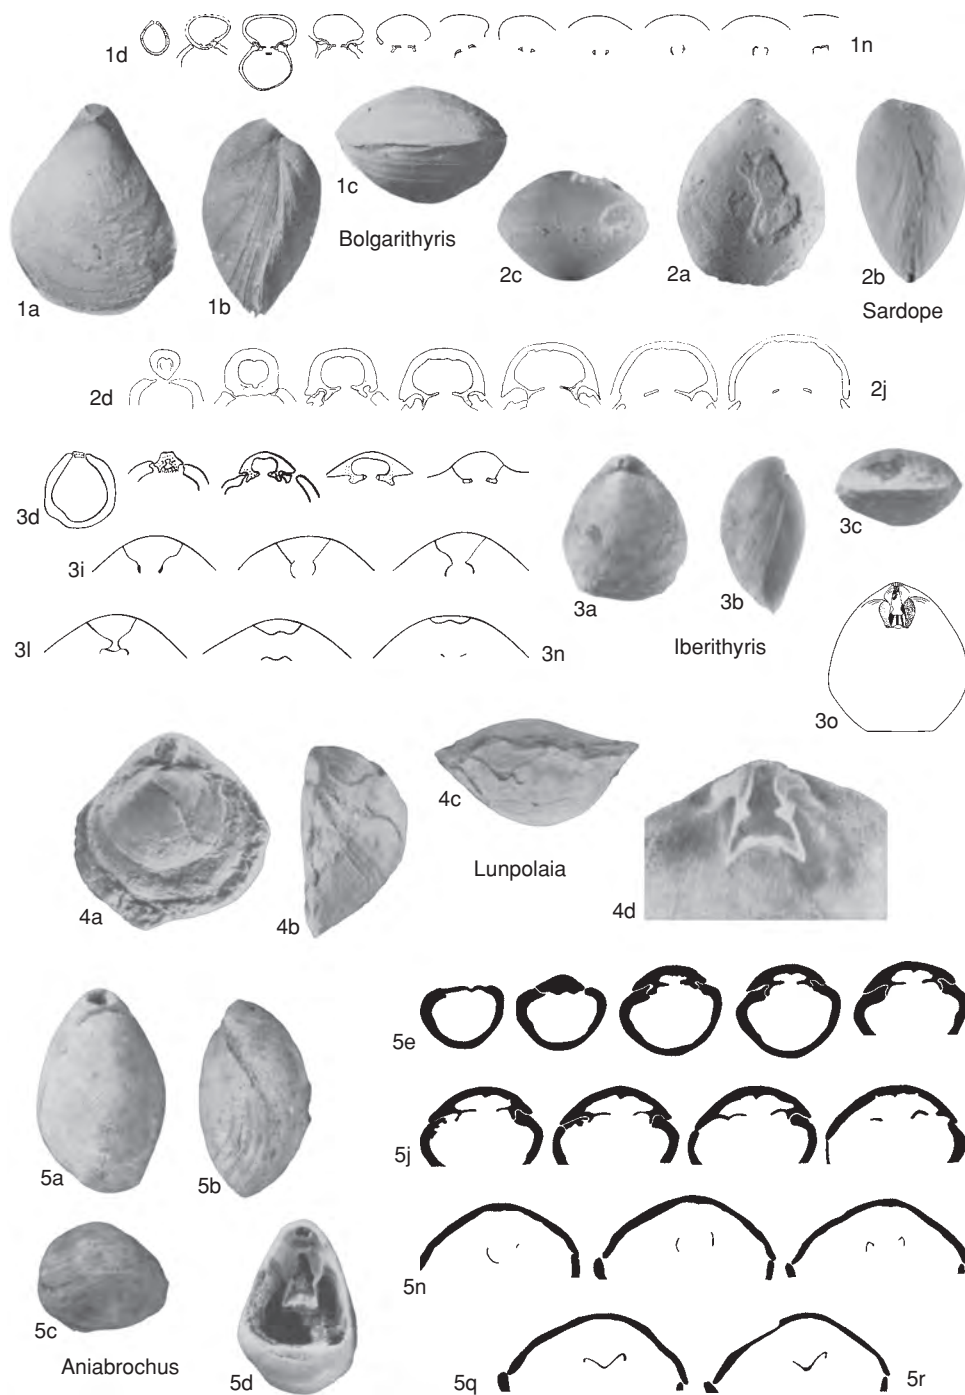 1d
1n
1a
1b
1c
Bolgarithyris
2c
2a
2b
Sardope
2d
2j
3d
3i
3l
3n
3a
3b
3c
Iberithyris
3o
4a
4b
4c
Lunpolaia
4d
5a
5b
5e
5j
5c
Aniabrochus
5d
5n
5q
5r